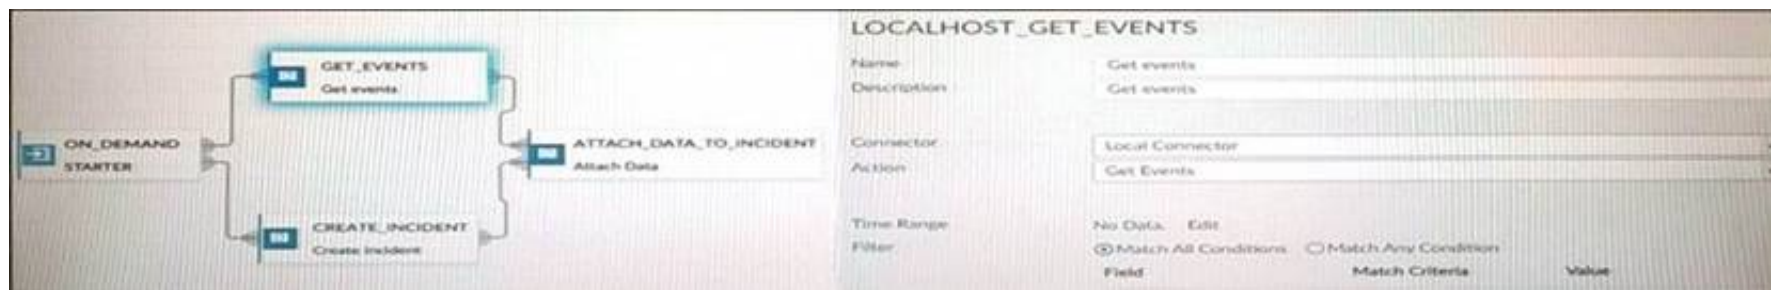 GET_EVENTS
Get events
ON_DEMAND
STARTER
ATTACH_DATA_TO_INCIDENT
Attach Data
CREATE_INCIDENT
Create Incident
LOCALHOST_GET_EVENTS
Name Get events
Description Get events
Connector Local Connector
Action Get Events
Time Range No Data. Edit
Filter Match All Conditions Match Any Condition
Field Match Criteria Value